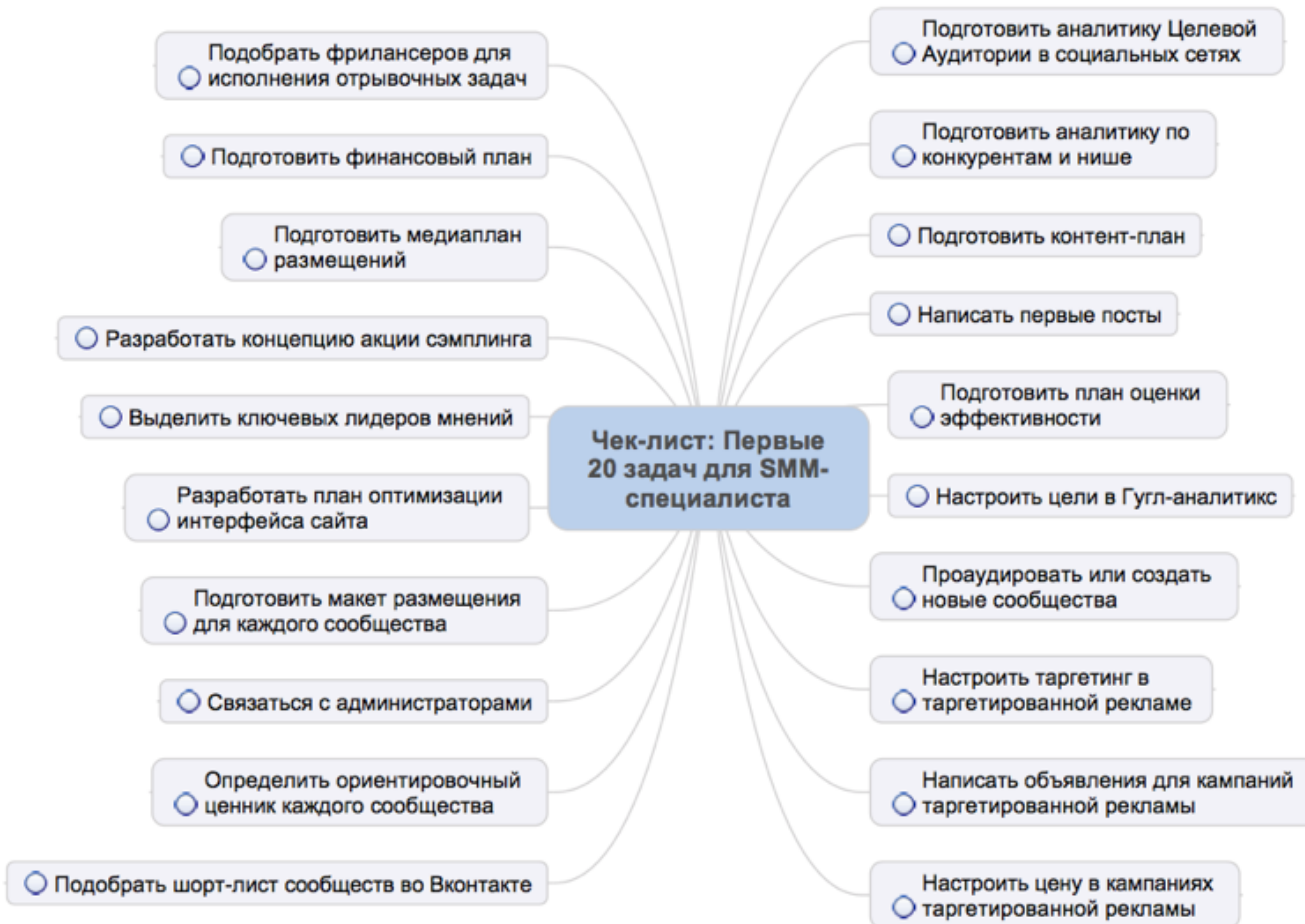 Чек-лист: Первые
20 задач для SMM-
специалиста
Подготовить аналитику Целевой
Аудитории в социальных сетях
Подготовить аналитику по
конкурентам и нише
Подготовить контент-план
Написать первые посты
Подготовить план оценки
эффективности
Настроить цели в Гугл-аналитикс
Проаудировать или создать
новые сообщества
Настроить таргетинг в
таргетированной рекламе
Написать объявления для кампаний
таргетированной рекламы
Настроить цену в кампаниях
таргетированной рекламы
Подобрать фрилансеров для
исполнения отрывочных задач
Подготовить финансовый план
Подготовить медиаплан
размещений
Разработать концепцию акции сэмплинга
Выделить ключевых лидеров мнений
Разработать план оптимизации
интерфейса сайта
Подготовить макет размещения
для каждого сообщества
Связаться с администраторами
Определить ориентировочный
ценник каждого сообщества
Подобрать шорт-лист сообществ во Вконтакте